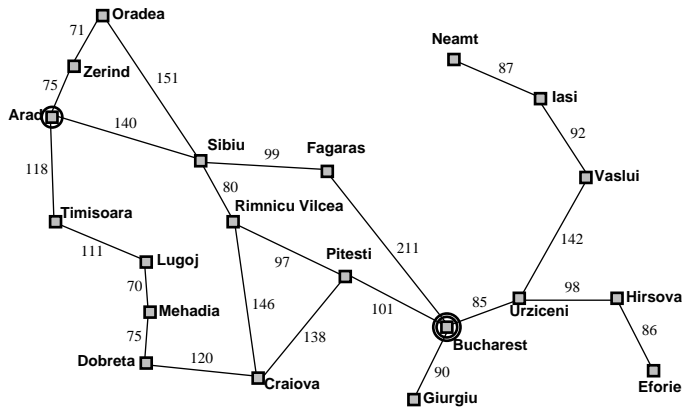 Oradea
71
Neamt
Zerind
87
75
151
Iasi
Arad
140
92
Sibiu
Fagaras
99
118
80
Vaslui
Rimnicu Vilcea
Timisoara
142
111
Pitesti
211
Lugoj
97
70
98
Hirsova
146
101
85
Urziceni
Mehadia
138
86
75
Bucharest
120
Dobreta
90
Craiova
Eforie
Giurgiu